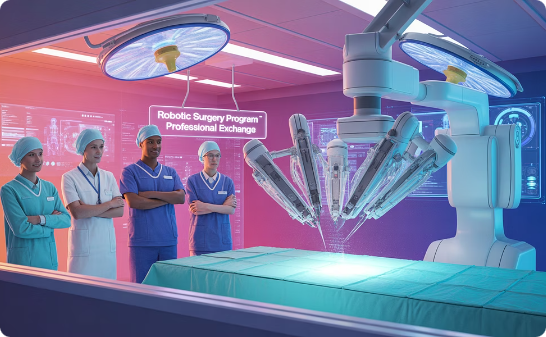 Robotic Surgery Program™
Professional Exchange